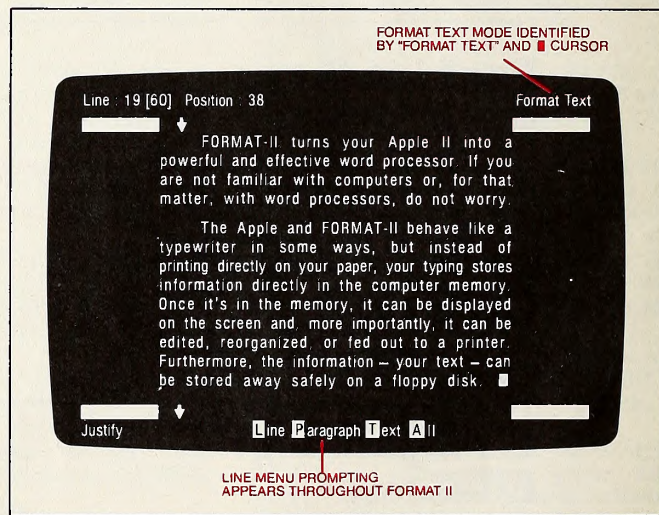 FORMAT TEXT MODE IDENTIFIED
BY "FORMAT TEXT" AND CURSOR
Line : 19 [60] Position : 38 Format Text
FORMAT-II turns your Apple II into a
powerful and effective word processor. If you
are not familiar with computers or, for that
matter, with word processors, do not worry.
The Apple and FORMAT-II behave like a
typewriter in some ways, but instead of
printing directly on your paper, your typing stores
information directly in the computer memory.
Once it's in the memory, it can be displayed
on the screen and, more importantly, it can be
edited, reorganized, or fed out to a printer.
Furthermore, the information – your text – can
be stored away safely on a floppy disk.
Justify Line Paragraph Text All
LINE MENU PROMPTING
APPEARS THROUGHOUT FORMAT II